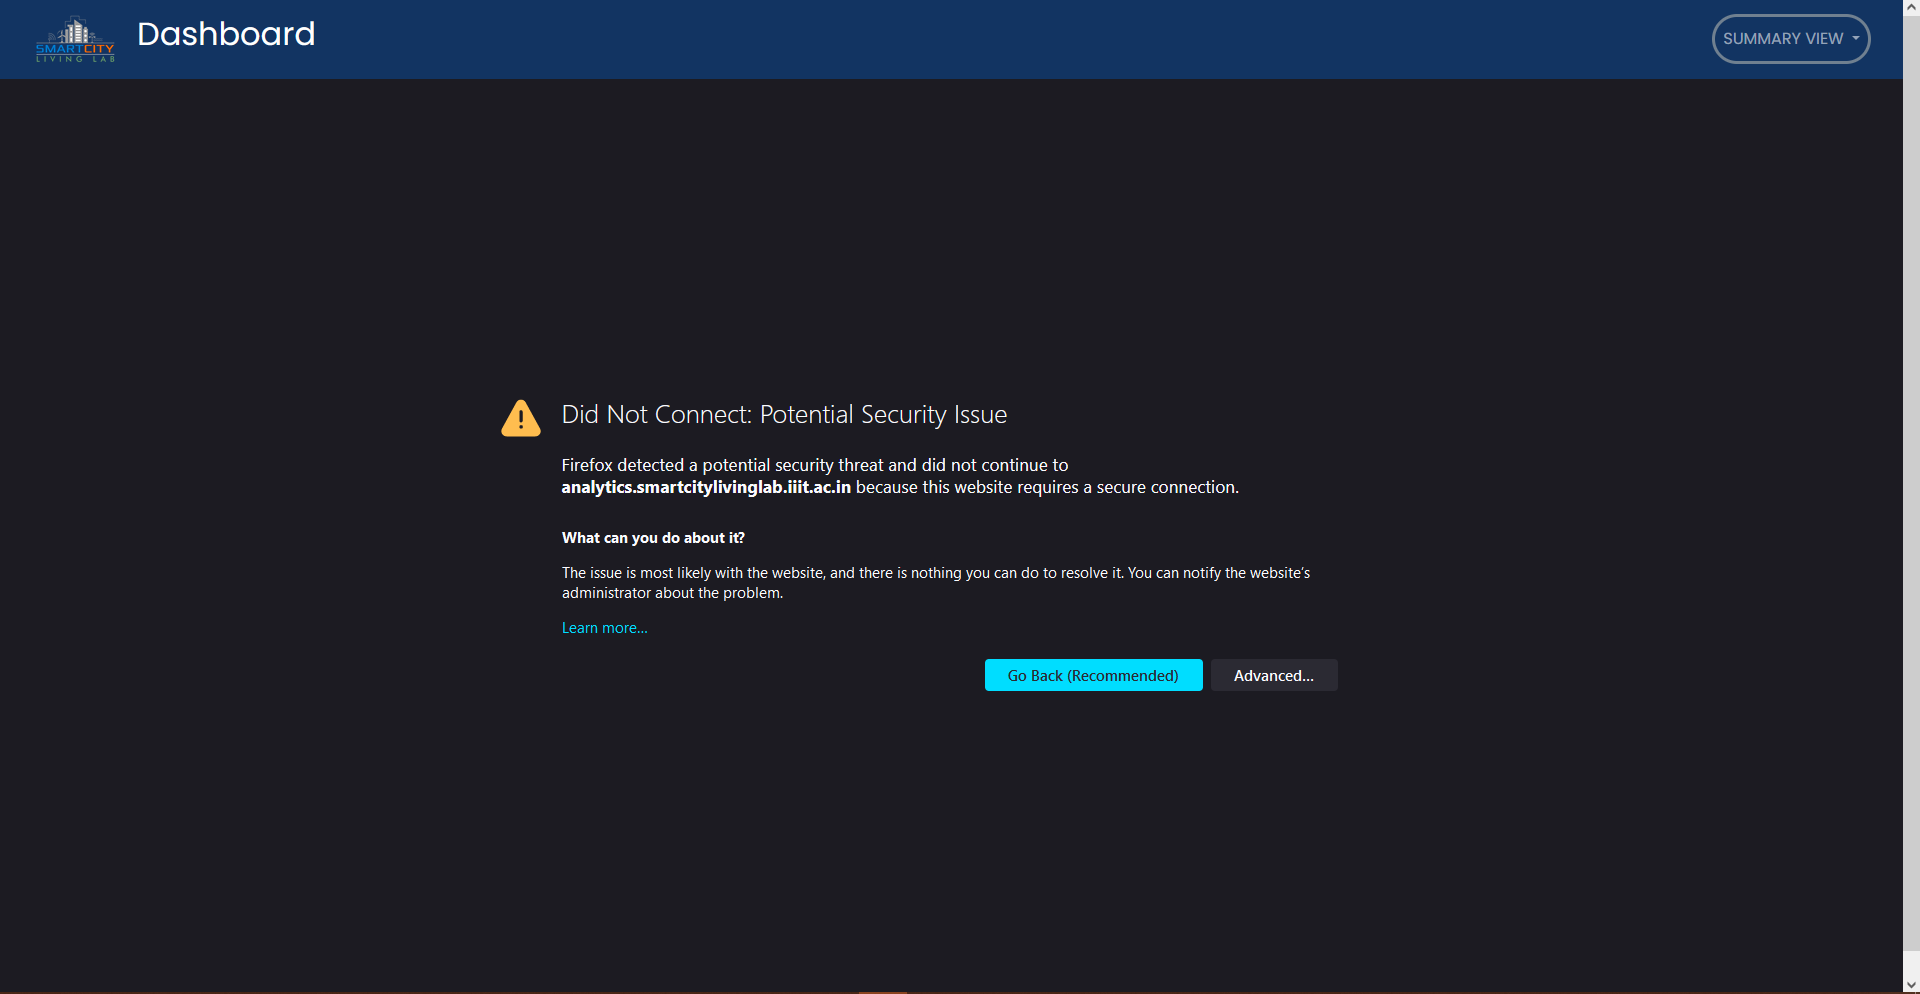 SMARTCITY
LIVING LAB
Dashboard
SUMMARY VIEW
Did Not Connect: Potential Security Issue
Firefox detected a potential security threat and did not continue to
analytics.smartcitylivinglab.iiit.ac.in because this website requires a secure connection.
What can you do about it?
The issue is most likely with the website, and there is nothing you can do to resolve it. You can notify the website’s
administrator about the problem.
Learn more…
Go Back (Recommended)
Advanced…